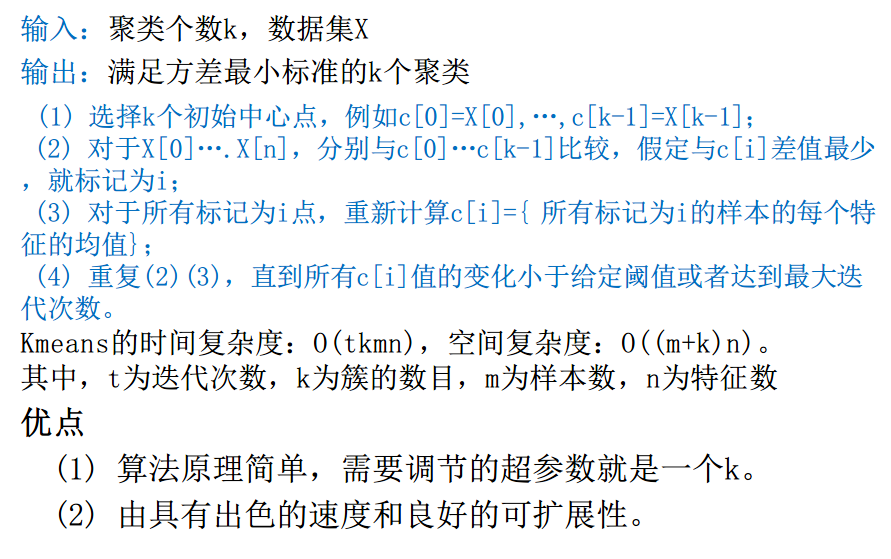 输入：聚类个数k，数据集X
输出：满足方差最小标准的k个聚类
(1) 选择k个初始中心点，例如c[0]=X[0],…,c[k-1]=X[k-1]；
(2) 对于X[0]….X[n]，分别与c[0]…c[k-1]比较，假定与c[i]差值最少
，就标记为i；
(3) 对于所有标记为i点，重新计算c[i]={ 所有标记为i的样本的每个特
征的均值}；
(4) 重复(2)(3)，直到所有c[i]值的变化小于给定阈值或者达到最大迭
代次数。
Kmeans的时间复杂度：O(tkmn)，空间复杂度：O((m+k)n)。
其中，t为迭代次数，k为簇的数目，m为样本数，n为特征数
优点
(1) 算法原理简单，需要调节的超参数就是一个k。
(2) 由具有出色的速度和良好的可扩展性。